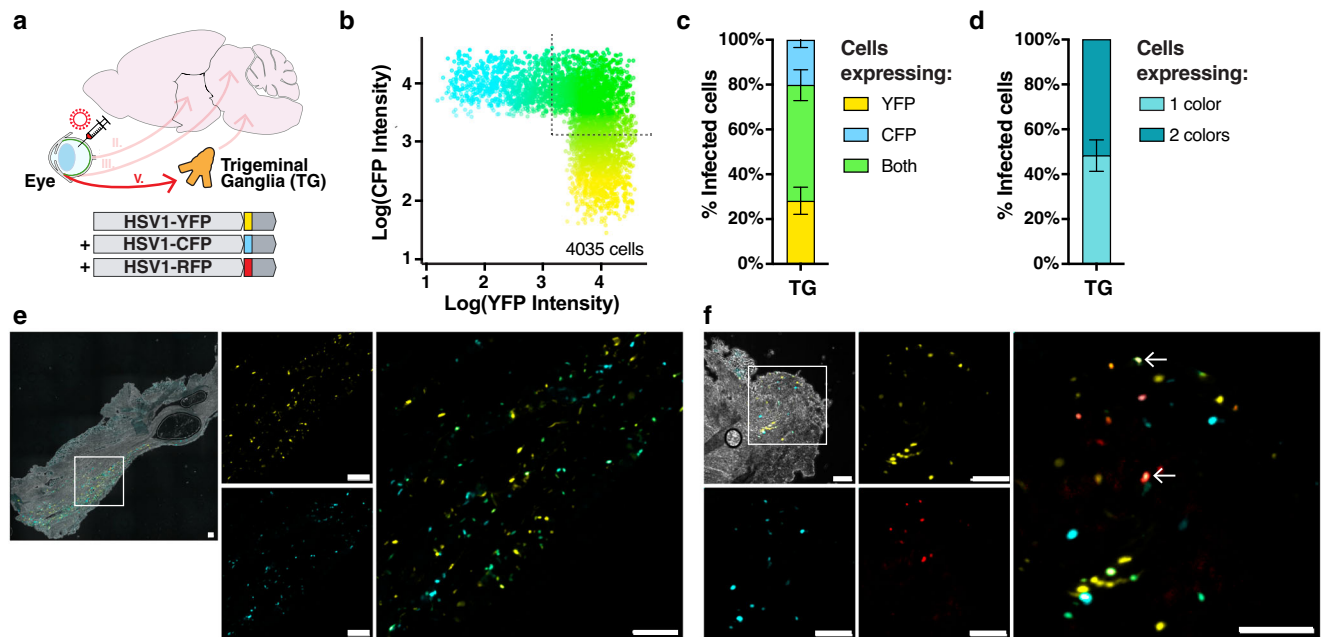 a
II.
III.
V.
Eye
Trigeminal
Ganglia (TG)
HSV1-YFP
+ HSV1-CFP
+ HSV1-RFP
b
Log(CFP Intensity)
4
3
2
1
1 2 3 4
4035 cells
Log(YFP Intensity)
c
% Infected cells
100%
80%
60%
40%
20%
0%
TG
Cells
expressing:
YFP
CFP
Both
d
% Infected cells
100%
80%
60%
40%
20%
0%
TG
Cells
expressing:
1 color
2 colors
e
f